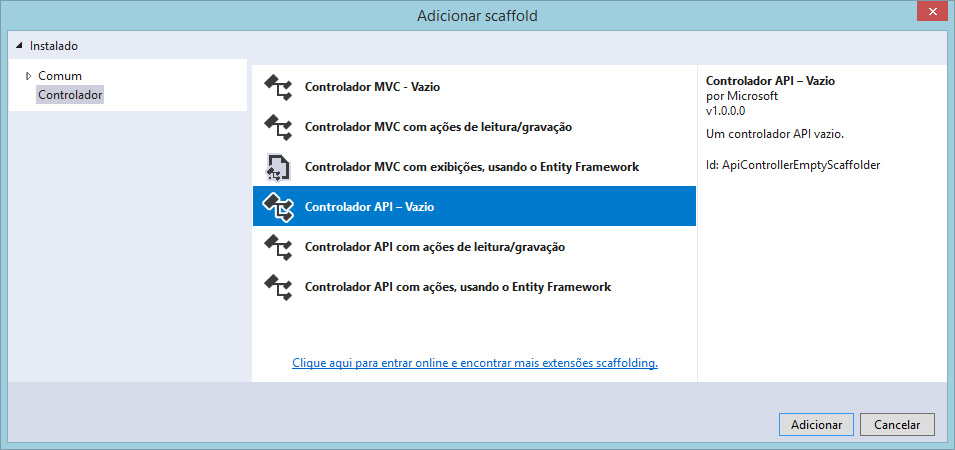 Adicionar scaffold
Instalado
Comum
Controlador
Controlador MVC - Vazio
Controlador MVC com ações de leitura/gravação
Controlador MVC com exibições, usando o Entity Framework
Controlador API – Vazio
Controlador API com ações de leitura/gravação
Controlador API com ações, usando o Entity Framework
Clique aqui para entrar online e encontrar mais extensões scaffolding.
Controlador API – Vazio
por Microsoft
v1.0.0.0
Um controlador API vazio.
Id: ApiControllerEmptyScaffolder
Adicionar
Cancelar